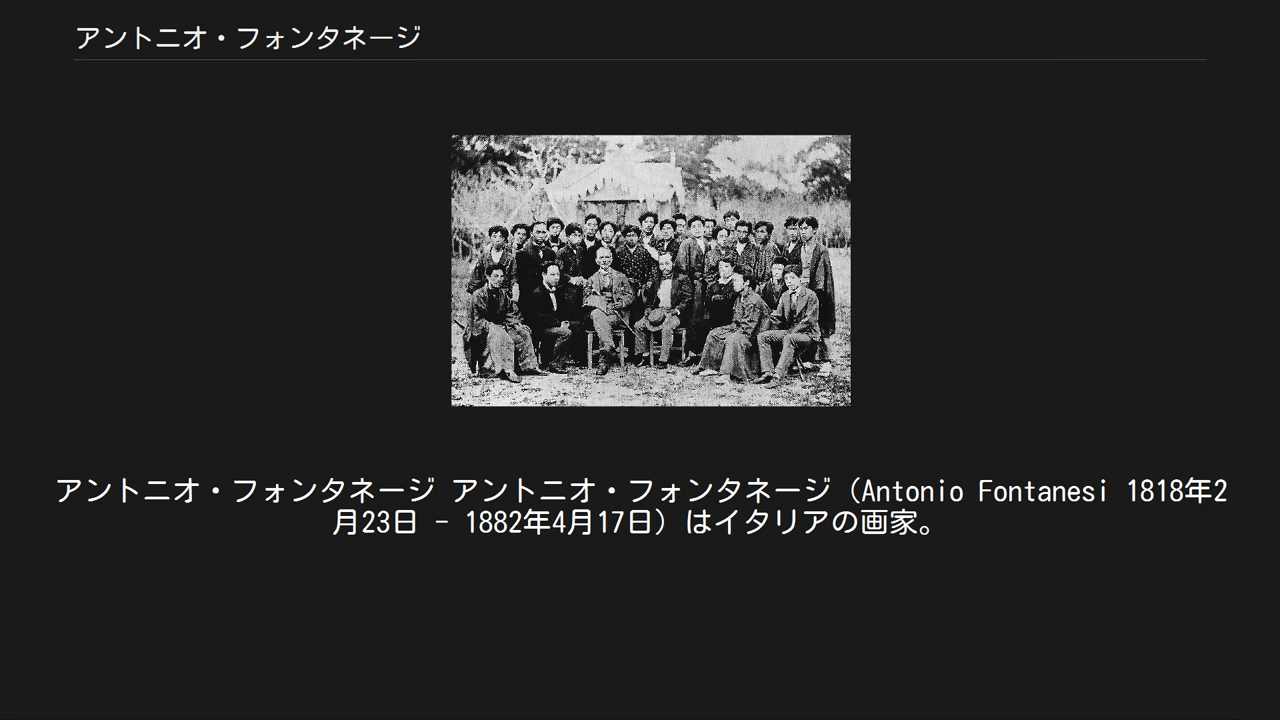 アントニオ・フォンタネージ
アントニオ・フォンタネージ アントニオ・フォンタネージ（Antonio Fontanesi 1818年2
月23日 - 1882年4月17日）はイタリアの画家。